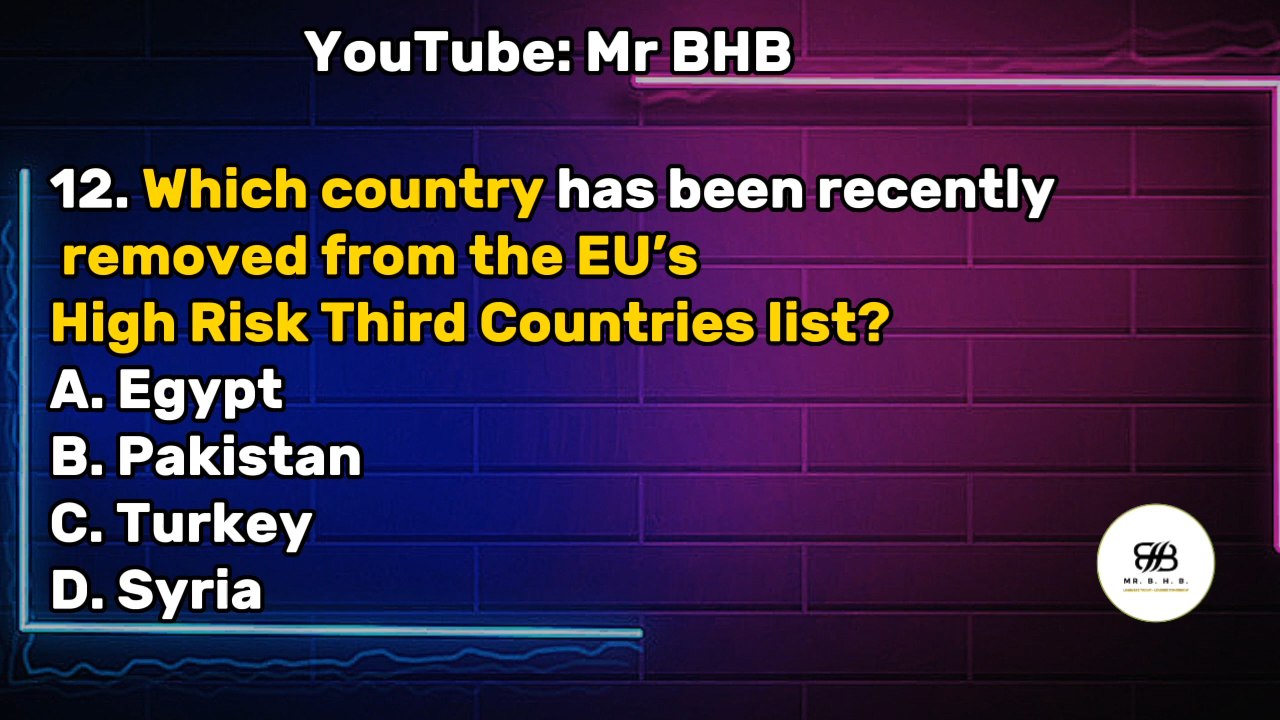 YouTube: Mr BHB
12. Which country has been recently
removed from the EU’s
High Risk Third Countries list?
A. Egypt
B. Pakistan
C. Turkey
D. Syria
MR. B. H. B.